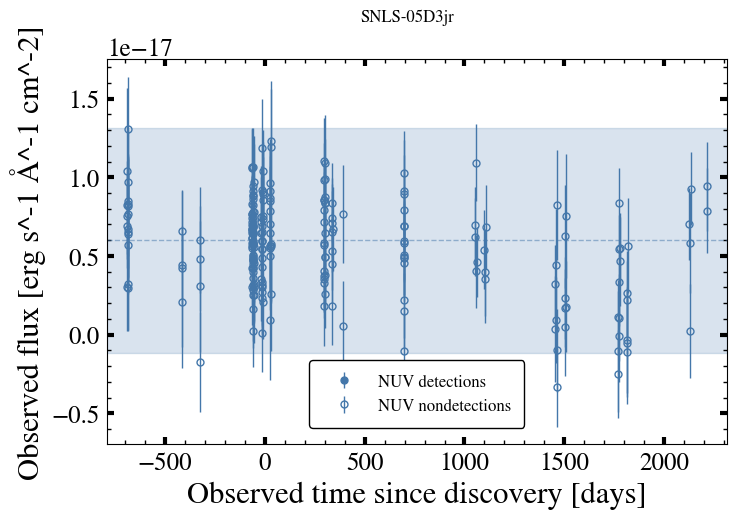 SNLS-05D3jr
1e−17
1.5
1.0
0.5
0.0
−0.5
Observed flux [erg s^-1 Å^-1 cm^-2]
NUV detections
NUV nondetections
−500 0 500 1000 1500 2000
Observed time since discovery [days]